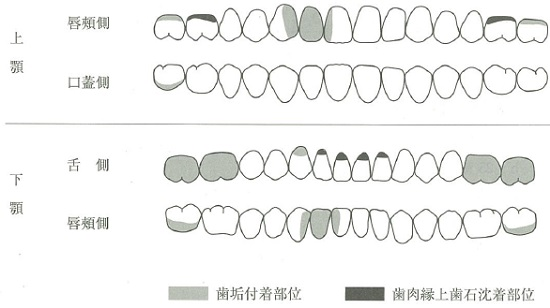 上顎
唇頬側
口蓋側
下顎
舌 側
唇頬側
歯垢付着部位
歯肉縁上歯石沈着部位